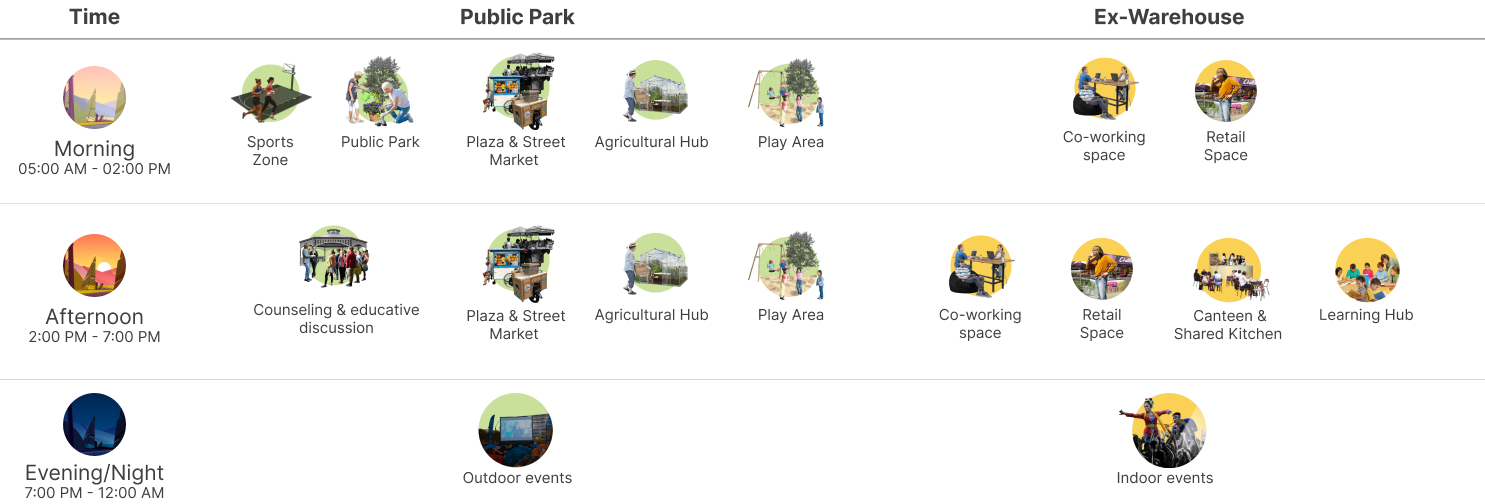 Time
Public Park
Ex-Warehouse
Morning
05:00 AM - 02:00 PM
Sports
Zone
Public Park
Plaza & Street
Market
Agricultural Hub
Play Area
Co-working
space
Retail
Space
Afternoon
2:00 PM - 7:00 PM
Counseling & educative
discussion
Plaza & Street
Market
Agricultural Hub
Play Area
Co-working
space
Retail
Space
Canteen &
Shared Kitchen
Learning Hub
Evening/Night
7:00 PM - 12:00 AM
Outdoor events
Indoor events